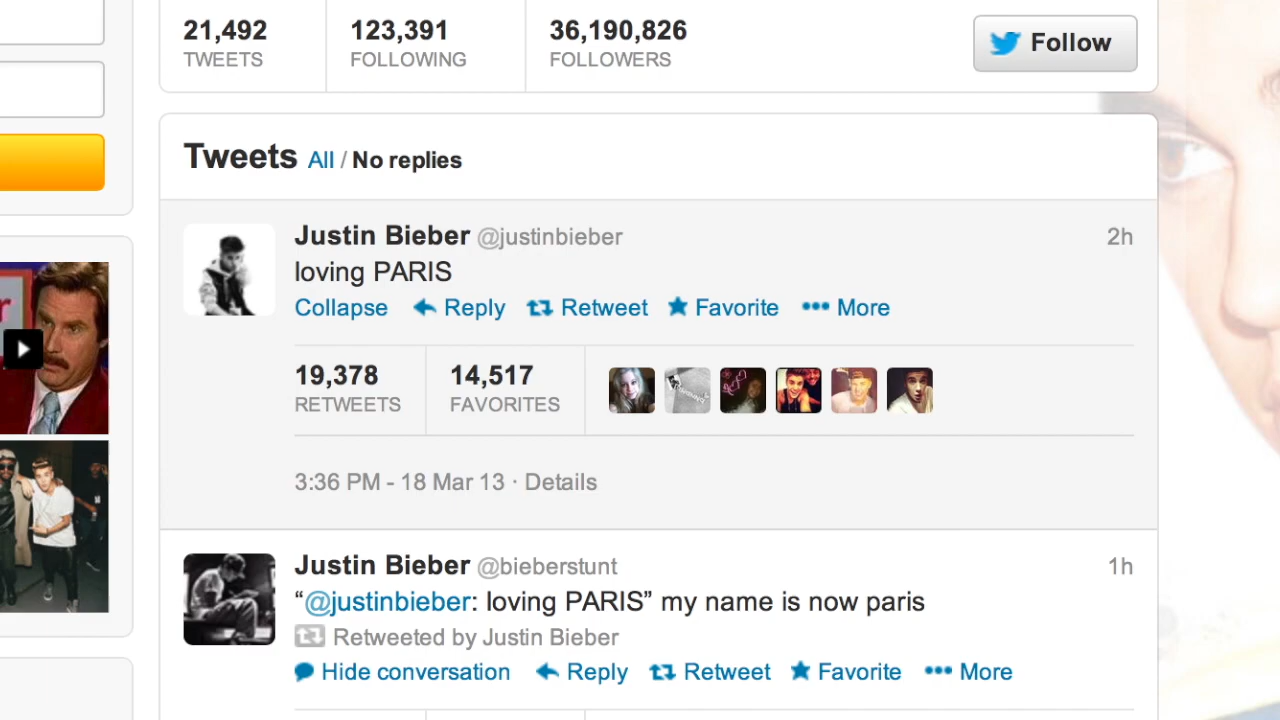 21,492 123,391 36,190,826
TWEETS FOLLOWING FOLLOWERS
Follow
Tweets All / No replies
Justin Bieber @justinbieber 2h
loving PARIS
Collapse Reply Retweet Favorite More
19,378 14,517
RETWEETS FAVORITES
3:36 PM - 18 Mar 13 · Details
Justin Bieber @bieberstunt 1h
“@justinbieber: loving PARIS” my name is now paris
Retweeted by Justin Bieber
Hide conversation Reply Retweet Favorite More